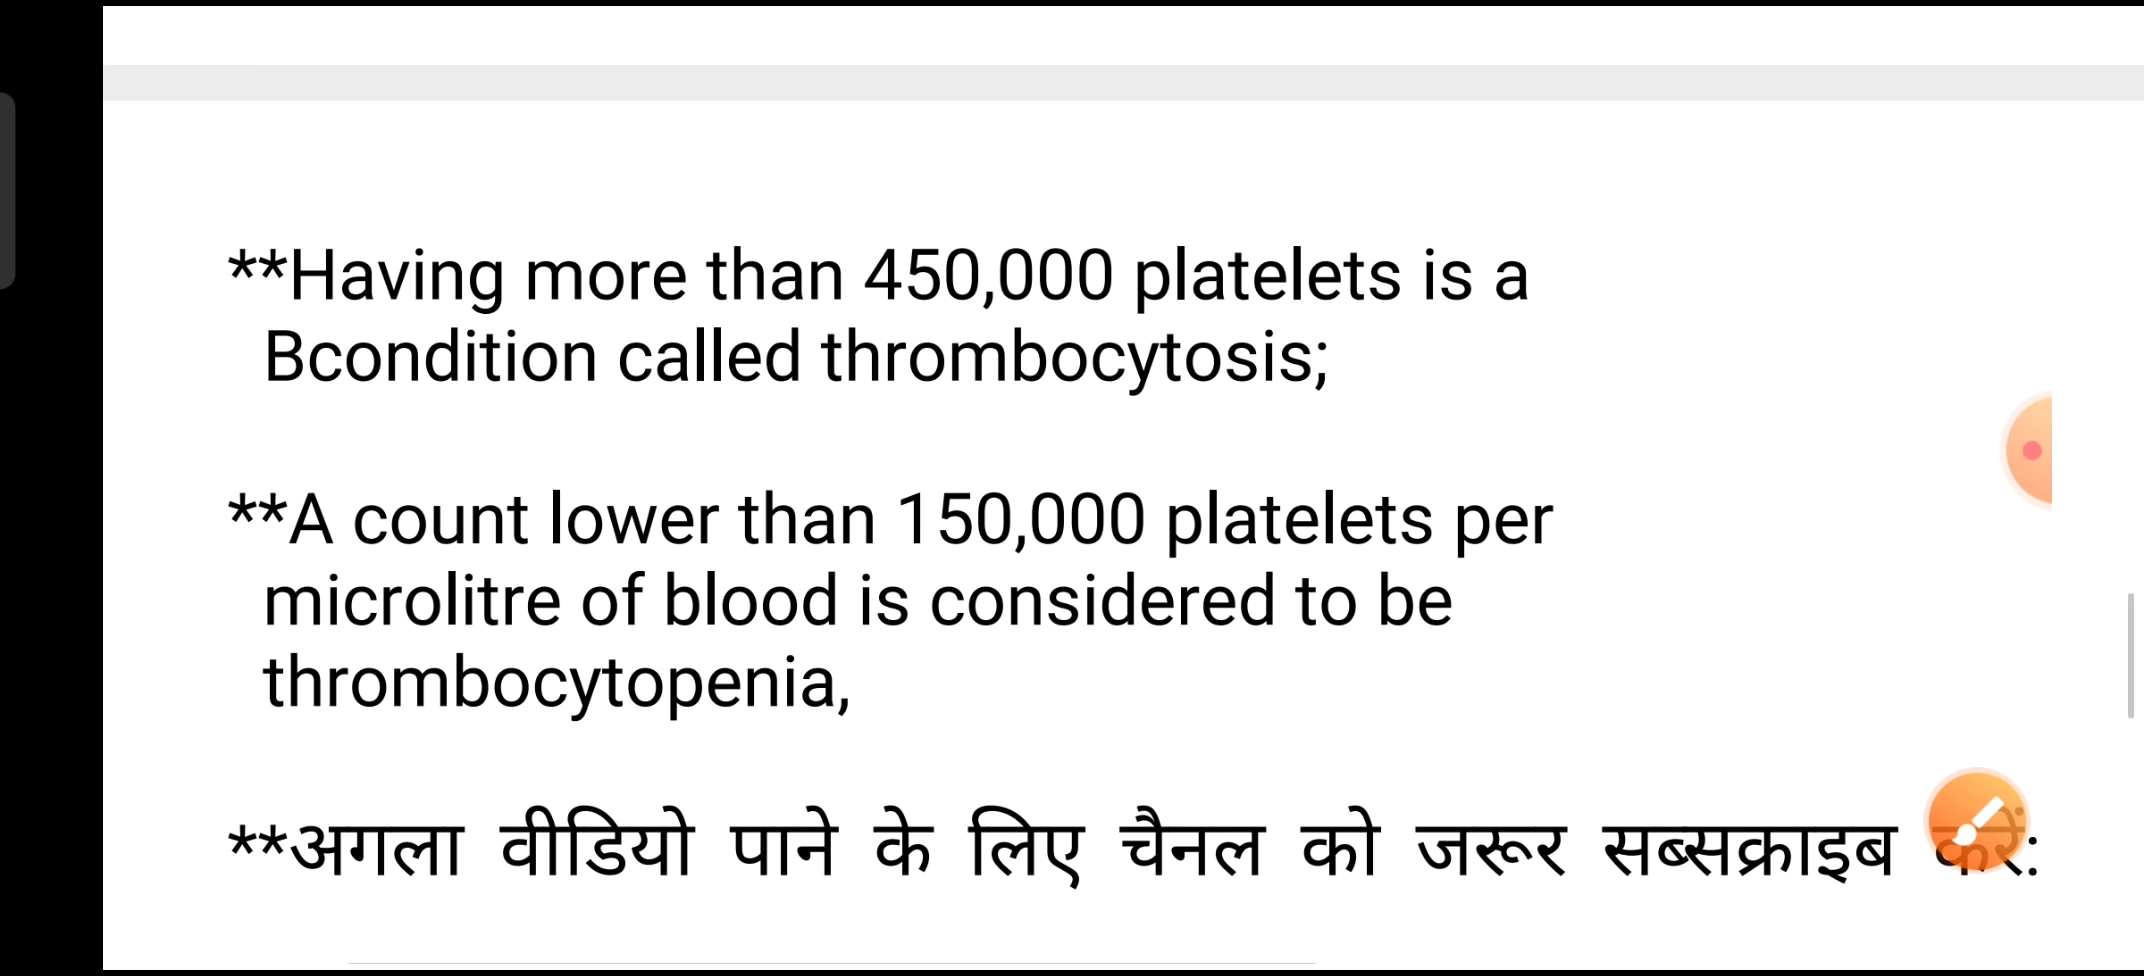 **Having more than 450,000 platelets is a
Bcondition called thrombocytosis;
**A count lower than 150,000 platelets per
microlitre of blood is considered to be
thrombocytopenia,
**अगला वीडियो पाने के लिए चैनल को जरूर सब्सक्राइब